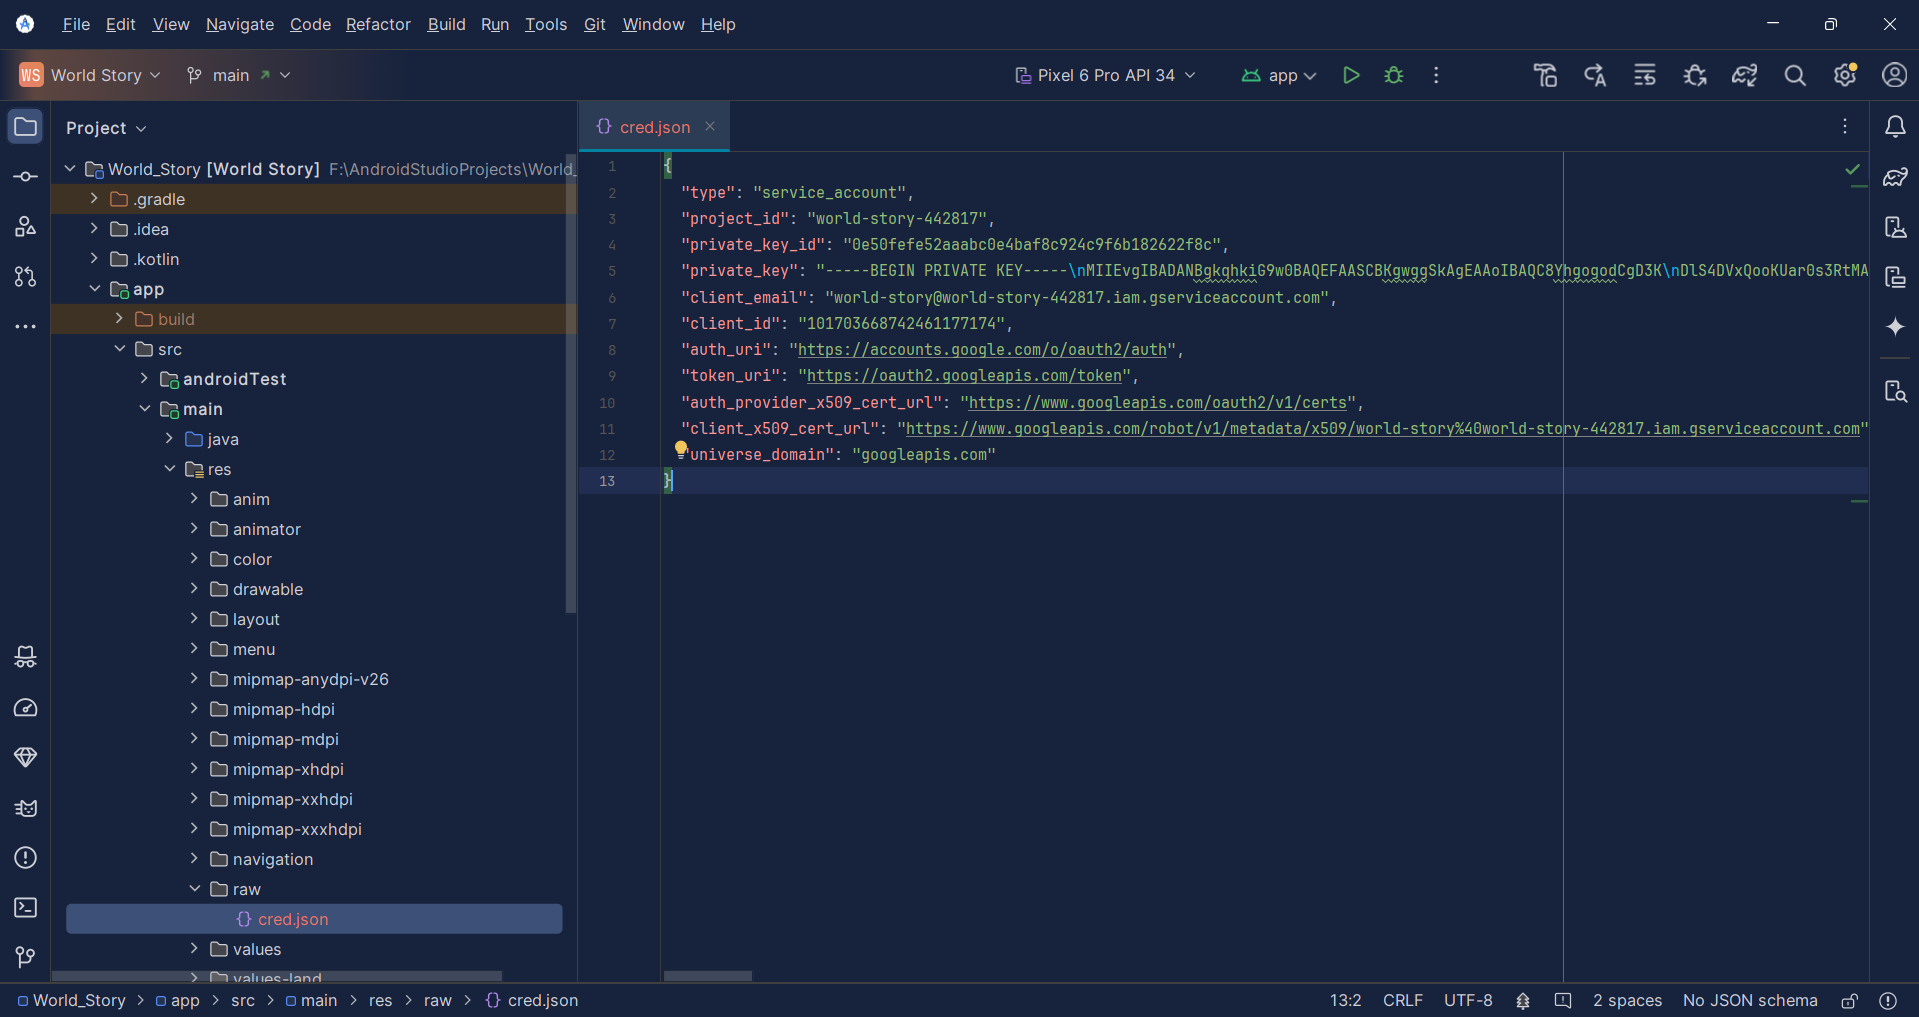 File Edit View Navigate Code Refactor Build Run Tools Git Window Help
WS World Story main Pixel 6 Pro API 34 app
Project
World_Story [World Story] F:\AndroidStudioProjects\World_
.gradle
.idea
.kotlin
app
build
src
androidTest
main
java
res
anim
animator
color
drawable
layout
menu
mipmap-anydpi-v26
mipmap-hdpi
mipmap-mdpi
mipmap-xhdpi
mipmap-xxhdpi
mipmap-xxxhdpi
navigation
raw
cred.json
values
values-land
cred.json
1 {
2 "type": "service_account",
3 "project_id": "world-story-442817",
4 "private_key_id": "0e50fefe52aaabc0e4baf8c924c9f6b182622f8c",
5 "private_key": "-----BEGIN PRIVATE KEY-----\nMIIEvgIBADANBgkqhkiG9w0BAQEFAASCBKgwggSkAgEAAoIBAQC8YhgogodCgD3K\nDlS4DVxQooKUar0s3RtMA
6 "client_email": "world-story@world-story-442817.iam.gserviceaccount.com",
7 "client_id": "101703668742461177174",
8 "auth_uri": "https://accounts.google.com/o/oauth2/auth",
9 "token_uri": "https://oauth2.googleapis.com/token",
10 "auth_provider_x509_cert_url": "https://www.googleapis.com/oauth2/v1/certs",
11 "client_x509_cert_url": "https://www.googleapis.com/robot/v1/metadata/x509/world-story%40world-story-442817.iam.gserviceaccount.com"
12 universe_domain": "googleapis.com"
13 }
World_Story > app > src > main > res > raw > cred.json 13:2 CRLF UTF-8 2 spaces No JSON schema